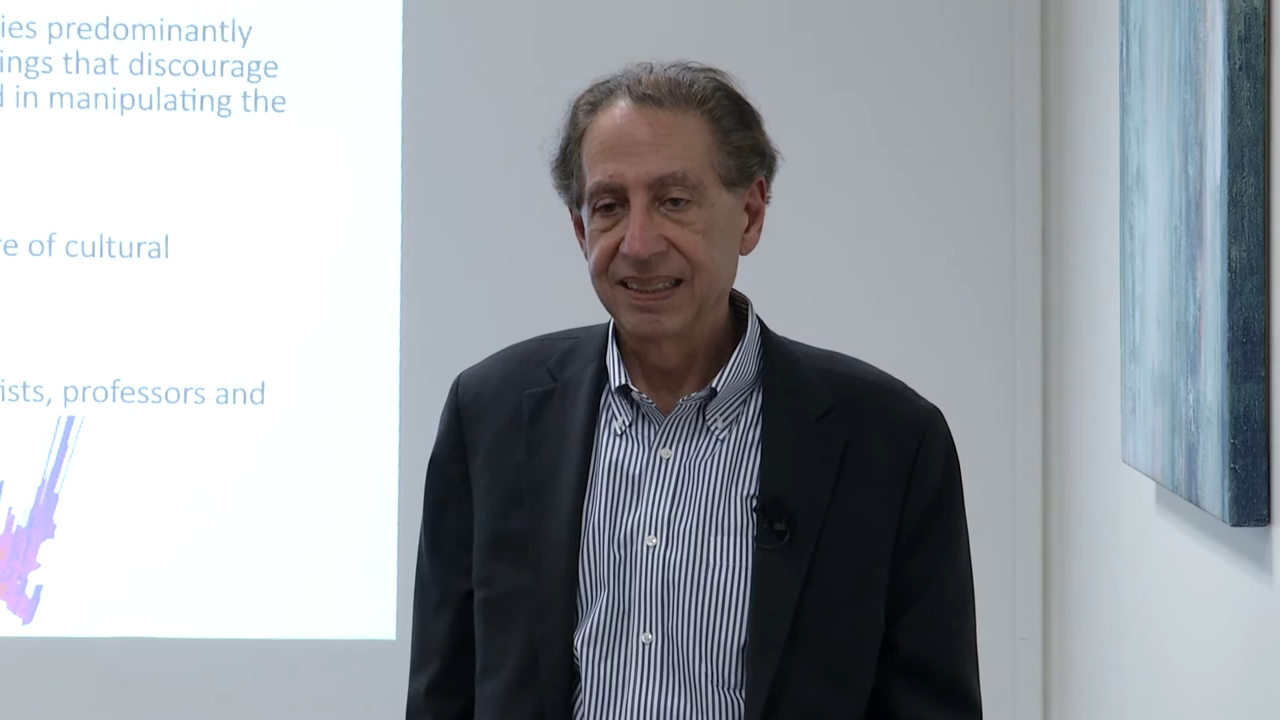 ies predominantly
ings that discourage
d in manipulating the
re of cultural
ists, professors and